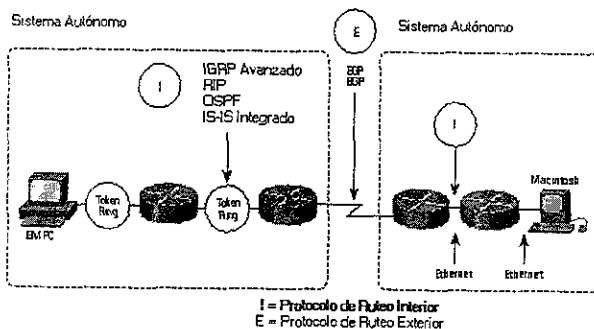 Sistema Autónomo
Sistema Autónomo
E
I
IGRP Avanzado
RIP
OSPF
IS-IS Integrado
EGP
BGP
I
Macintosh
Token
Ring
Token
Ring
IBM PC
Ethernet
Ethernet
I = Protocolo de Ruteo Interior
E = Protocolo de Ruteo Exterior